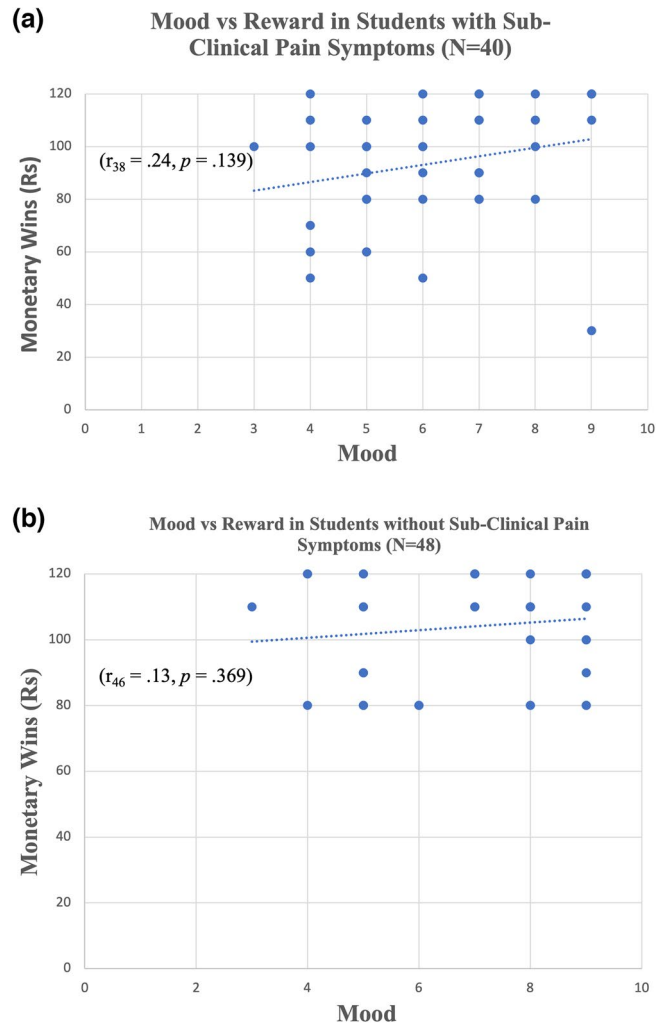 (a)
Mood vs Reward in Students with Sub-
Clinical Pain Symptoms (N=40)
120
100
80
60
40
20
0
(r38 = .24, p = .139)
Monetary Wins (Rs)
0 1 2 3 4 5 6 7 8 9 10
Mood
(b)
Mood vs Reward in Students without Sub-Clinical Pain
Symptoms (N=48)
120
100
80
60
40
20
0
(r46 = .13, p = .369)
Monetary Wins (Rs)
0 2 4 6 8 10
Mood